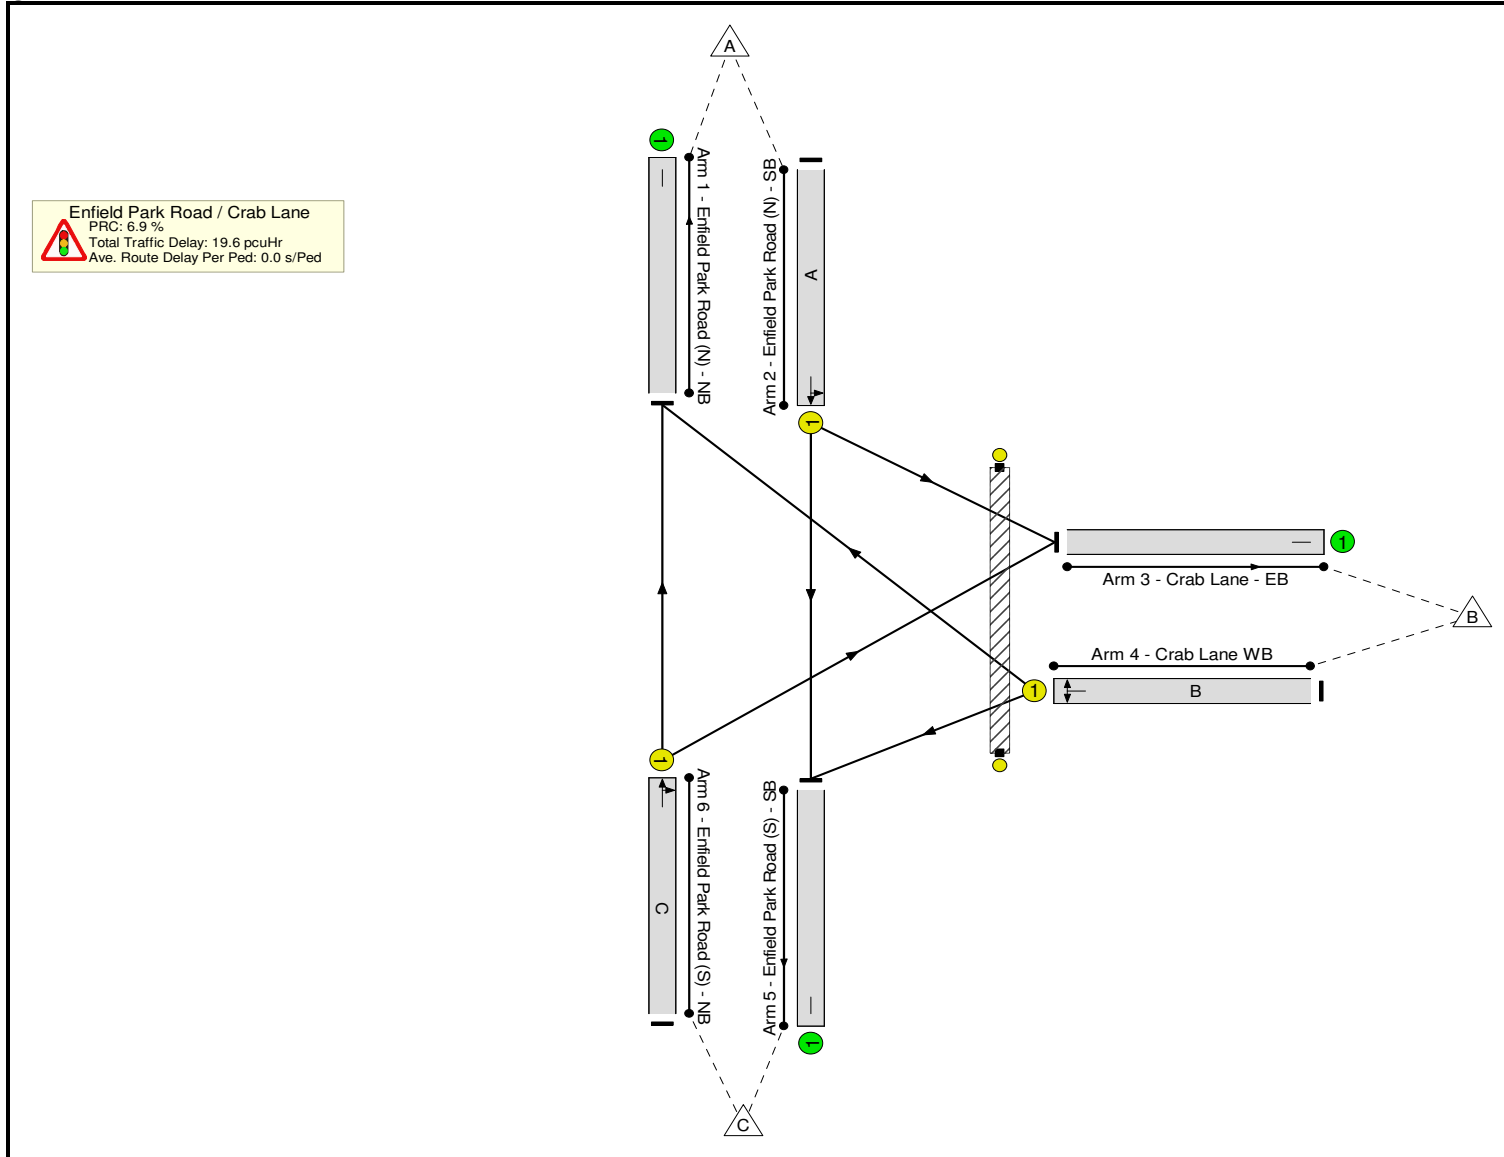 A
1
1
Arm 1 - Enfield Park Road (N) - NB
Arm 2 - Enfield Park Road (N) - SB
A
Enfield Park Road / Crab Lane
PRC: 6.9 %
Total Traffic Delay: 19.6 pcuHr
Ave. Route Delay Per Ped: 0.0 s/Ped
1
Arm 3 - Crab Lane - EB
B
Arm 4 - Crab Lane WB
1
B
1
Arm 6 - Enfield Park Road (S) - NB
Arm 5 - Enfield Park Road (S) - SB
C
1
C